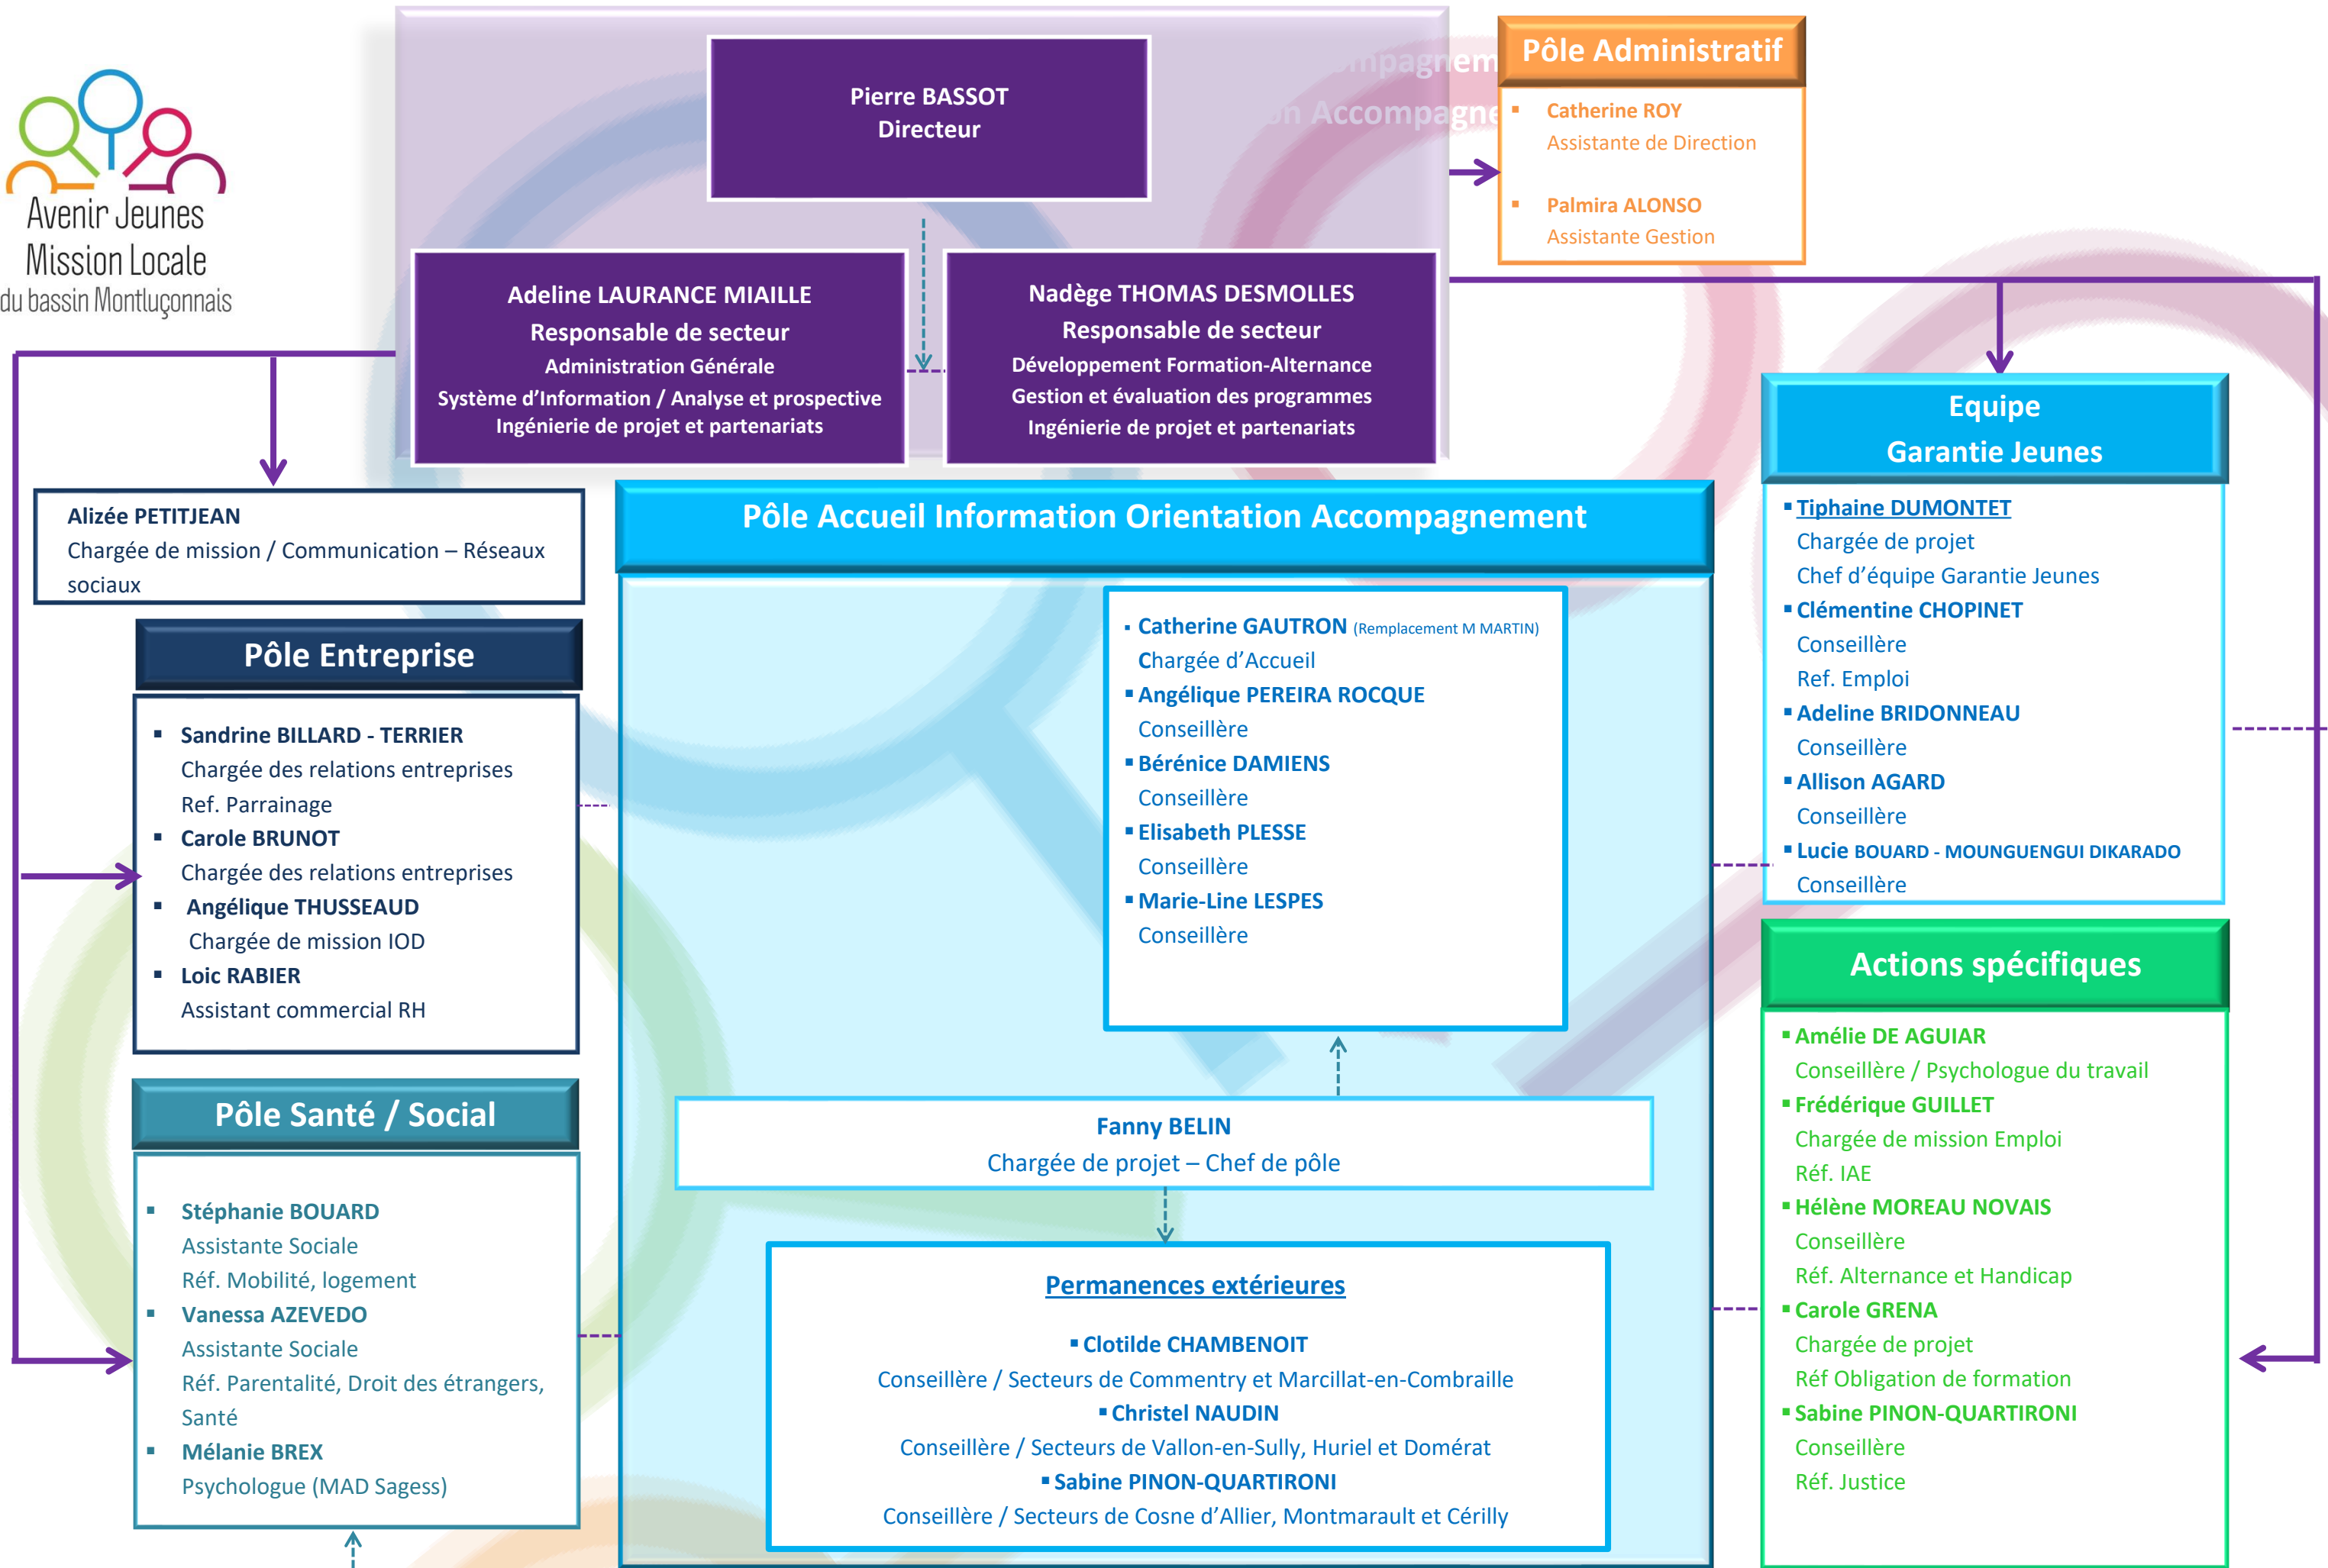 Avenir Jeunes
Mission Locale
du bassin Montluçonnais
Pierre BASSOT
Directeur
Adeline LAURANCE MIAILLE
Responsable de secteur
Administration Générale
Système d’Information / Analyse et prospective
Ingénierie de projet et partenariats
Nadège THOMAS DESMOLLES
Responsable de secteur
Développement Formation-Alternance
Gestion et évaluation des programmes
Ingénierie de projet et partenariats
Pôle Administratif
▪ Catherine ROY
Assistante de Direction
▪ Palmira ALONSO
Assistante Gestion
Alizée PETITJEAN
Chargée de mission / Communication – Réseaux
sociaux
Pôle Entreprise
▪ Sandrine BILLARD - TERRIER
Chargée des relations entreprises
Ref. Parrainage
▪ Carole BRUNOT
Chargée des relations entreprises
▪ Angélique THUSSEAUD
Chargée de mission IOD
▪ Loic RABIER
Assistant commercial RH
Pôle Santé / Social
▪ Stéphanie BOUARD
Assistante Sociale
Réf. Mobilité, logement
▪ Vanessa AZEVEDO
Assistante Sociale
Réf. Parentalité, Droit des étrangers,
Santé
▪ Mélanie BREX
Psychologue (MAD Sagess)
Pôle Accueil Information Orientation Accompagnement
▪ Catherine GAUTRON (Remplacement M MARTIN)
Chargée d’Accueil
▪ Angélique PEREIRA ROCQUE
Conseillère
▪ Bérénice DAMIENS
Conseillère
▪ Elisabeth PLESSE
Conseillère
▪ Marie-Line LESPES
Conseillère
Fanny BELIN
Chargée de projet – Chef de pôle
Permanences extérieures
▪ Clotilde CHAMBENOIT
Conseillère / Secteurs de Commentry et Marcillat-en-Combraille
▪ Christel NAUDIN
Conseillère / Secteurs de Vallon-en-Sully, Huriel et Domérat
▪ Sabine PINON-QUARTIRONI
Conseillère / Secteurs de Cosne d’Allier, Montmarault et Cérilly
Equipe
Garantie Jeunes
▪ Tiphaine DUMONTET
Chargée de projet
Chef d’équipe Garantie Jeunes
▪ Clémentine CHOPINET
Conseillère
Ref. Emploi
▪ Adeline BRIDONNEAU
Conseillère
▪ Allison AGARD
Conseillère
▪ Lucie BOUARD - MOUNGUENGUI DIKARADO
Conseillère
Actions spécifiques
▪ Amélie DE AGUIAR
Conseillère / Psychologue du travail
▪ Frédérique GUILLET
Chargée de mission Emploi
Réf. IAE
▪ Hélène MOREAU NOVAIS
Conseillère
Réf. Alternance et Handicap
▪ Carole GRENA
Chargée de projet
Réf Obligation de formation
▪ Sabine PINON-QUARTIRONI
Conseillère
Réf. Justice